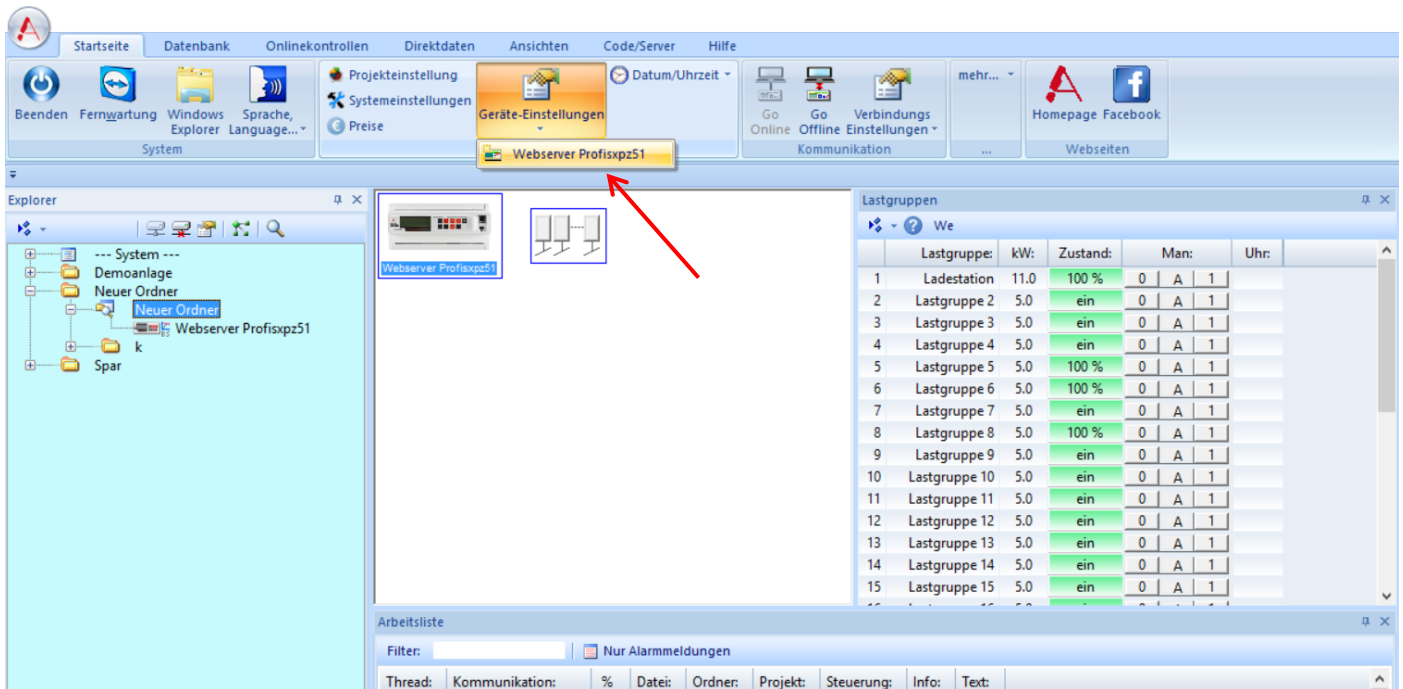 Startseite Datenbank Onlinekontrollen Direktdaten Ansichten Code/Server Hilfe
Beenden
Fernwartung
Windows
Explorer
Sprache,
Language...
System
Projekteinstellung
Systemeinstellungen
Preise
Geräte-Einstellungen
Datum/Uhrzeit
Webserver Profisxpz51
Go
Online
Go
Offline
Verbindungs
Einstellungen
Kommunikation
mehr...
...
Homepage
Facebook
Webseiten
Explorer
--- System ---
Demoanlage
Neuer Ordner
Neuer Ordner
Webserver Profisxpz51
k
Spar
Webserver Profisxpz51
Lastgruppen
We
Lastgruppe: kW: Zustand: Man: Uhr:
1 Ladestation 11.0 100 % 0 A 1
2 Lastgruppe 2 5.0 ein 0 A 1
3 Lastgruppe 3 5.0 ein 0 A 1
4 Lastgruppe 4 5.0 ein 0 A 1
5 Lastgruppe 5 5.0 100 % 0 A 1
6 Lastgruppe 6 5.0 100 % 0 A 1
7 Lastgruppe 7 5.0 ein 0 A 1
8 Lastgruppe 8 5.0 100 % 0 A 1
9 Lastgruppe 9 5.0 ein 0 A 1
10 Lastgruppe 10 5.0 ein 0 A 1
11 Lastgruppe 11 5.0 ein 0 A 1
12 Lastgruppe 12 5.0 ein 0 A 1
13 Lastgruppe 13 5.0 ein 0 A 1
14 Lastgruppe 14 5.0 ein 0 A 1
15 Lastgruppe 15 5.0 ein 0 A 1
Arbeitsliste
Filter: Nur Alarmmeldungen
Thread: Kommunikation: % Datei: Ordner: Projekt: Steuerung: Info: Text: